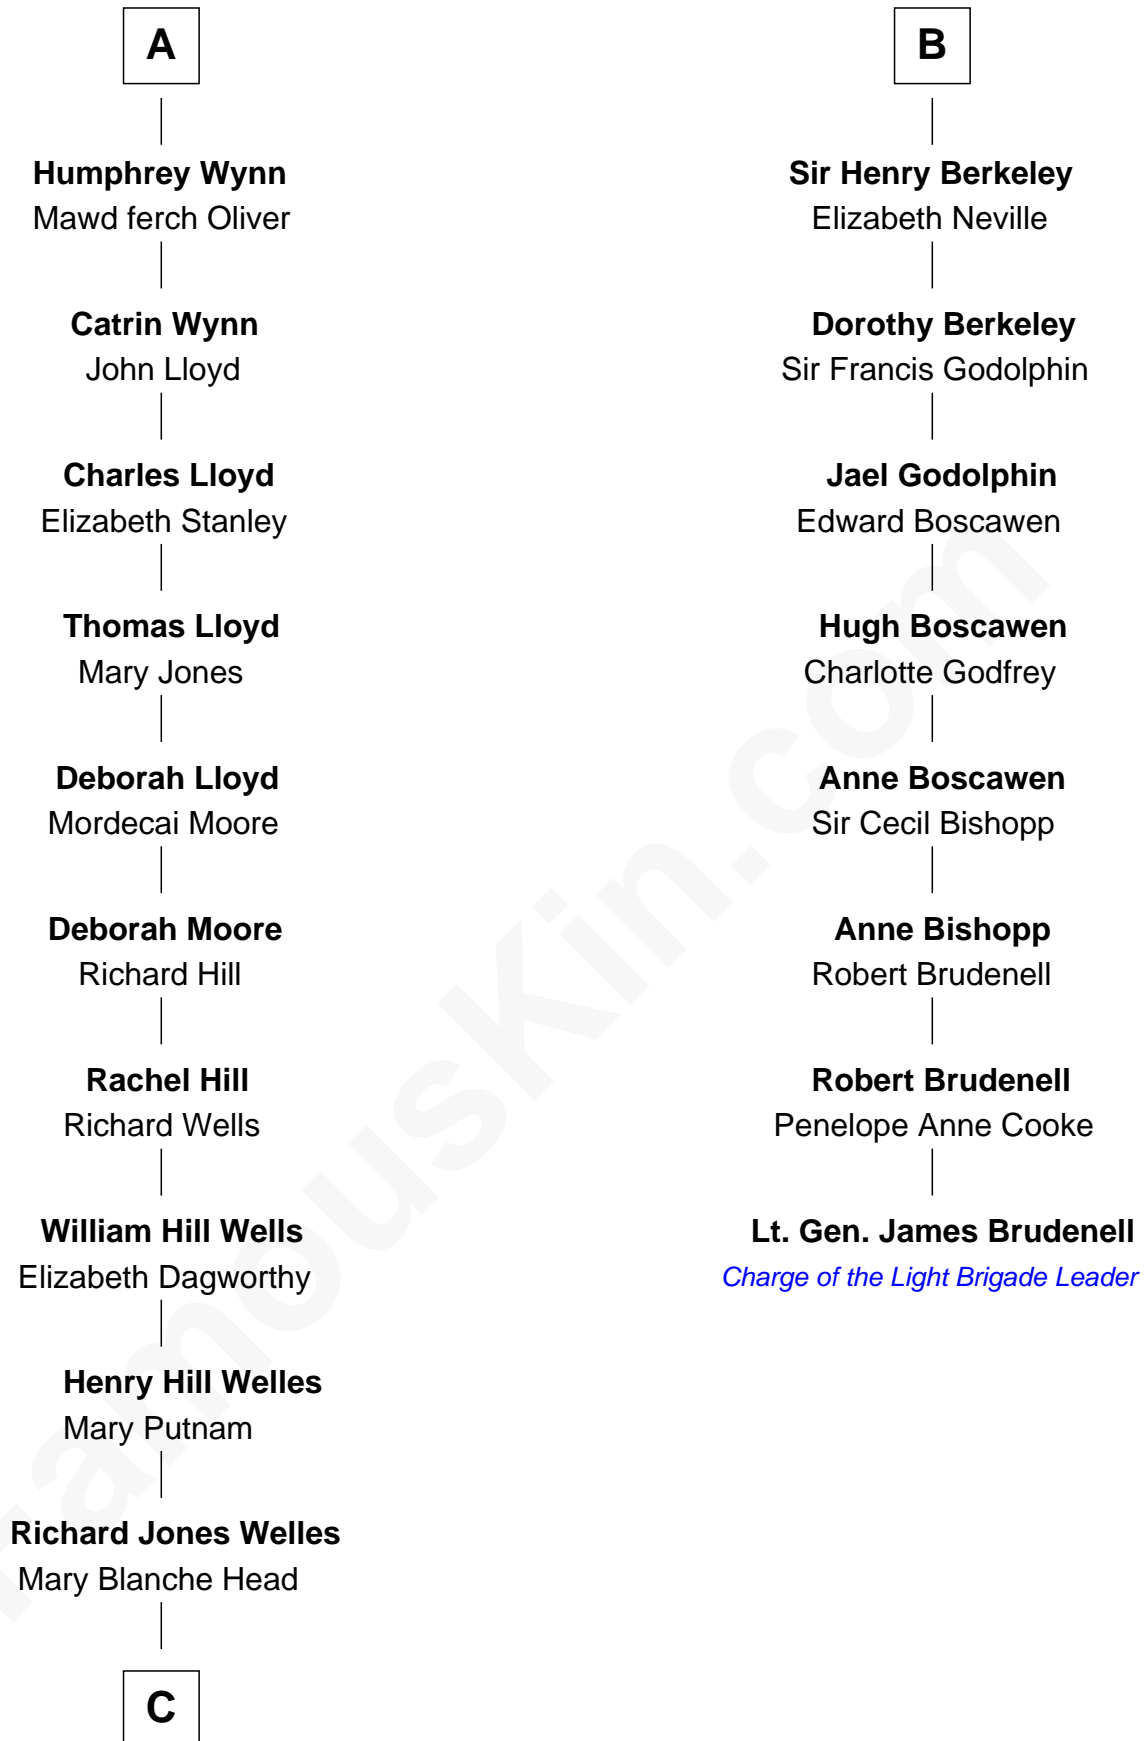 A
Humphrey Wynn
Mawd ferch Oliver
Catrin Wynn
John Lloyd
Charles Lloyd
Elizabeth Stanley
Thomas Lloyd
Mary Jones
Deborah Lloyd
Mordecai Moore
Deborah Moore
Richard Hill
Rachel Hill
Richard Wells
William Hill Wells
Elizabeth Dagworthy
Henry Hill Welles
Mary Putnam
Richard Jones Welles
Mary Blanche Head
C
B
Sir Henry Berkeley
Elizabeth Neville
Dorothy Berkeley
Sir Francis Godolphin
Jael Godolphin
Edward Boscawen
Hugh Boscawen
Charlotte Godfrey
Anne Boscawen
Sir Cecil Bishopp
Anne Bishopp
Robert Brudenell
Robert Brudenell
Penelope Anne Cooke
Lt. Gen. James Brudenell
Charge of the Light Brigade Leader
FamousKin.com